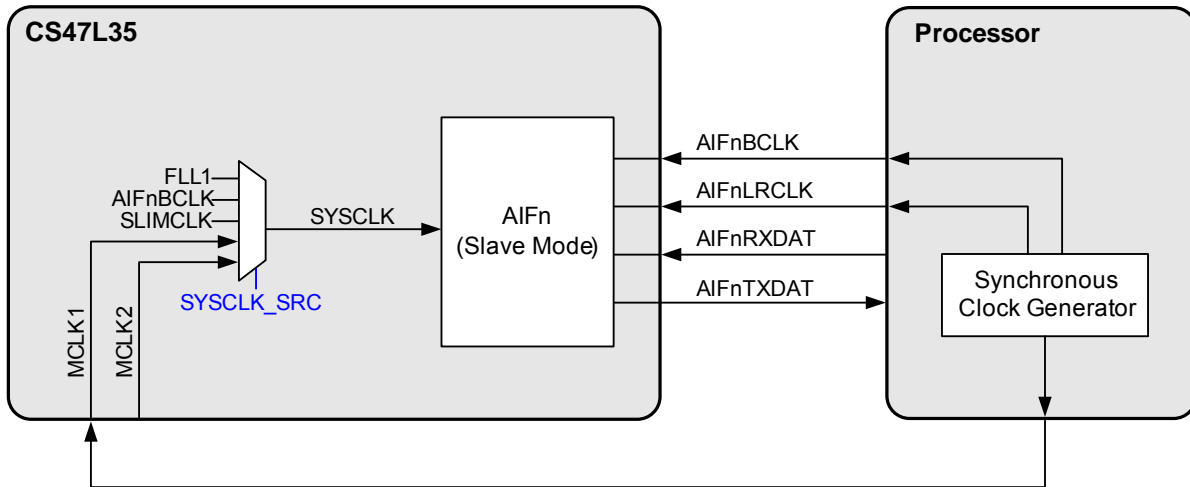 CS47L35
Processor
FLL1
AIFnBCLK
SLIMCLK
SYSCLK
SYSCLK_SRC
MCLK1
MCLK2
AIFn
(Slave Mode)
AIFnBCLK
AIFnLRCLK
AIFnRXDAT
AIFnTXDAT
Synchronous
Clock Generator